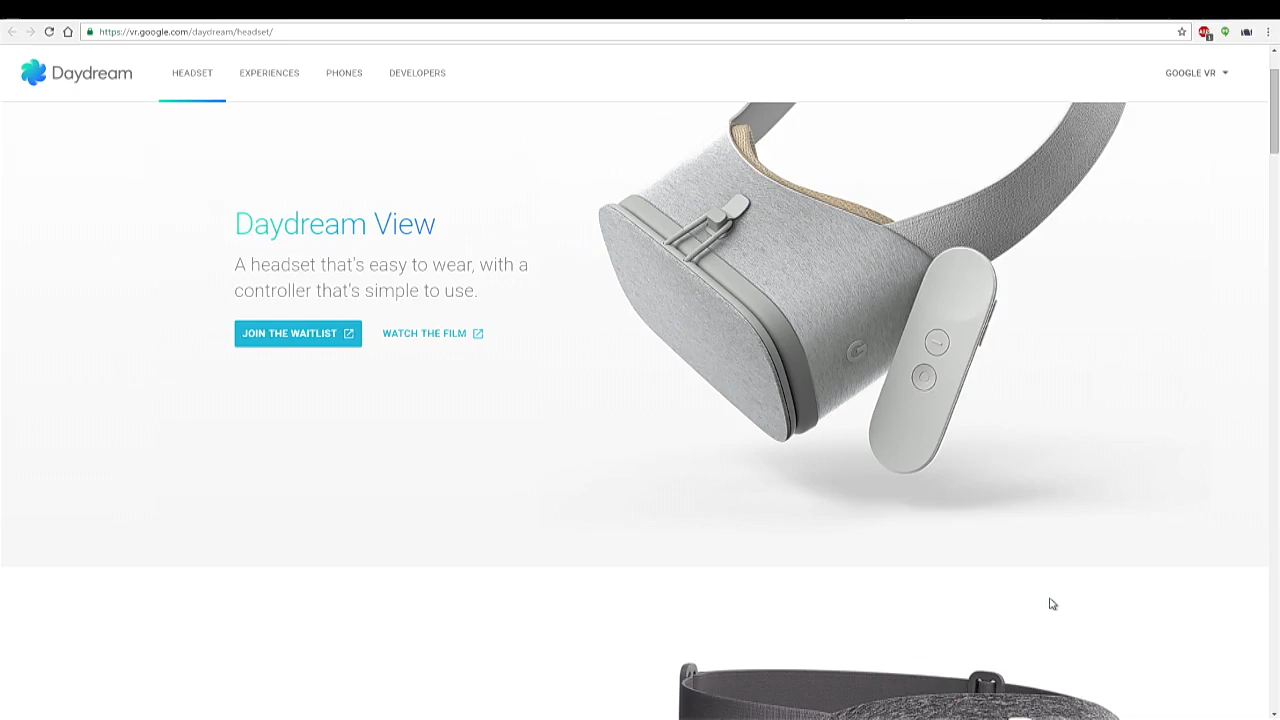 https://vr.google.com/daydream/headset/
Daydream
HEADSET
EXPERIENCES
PHONES
DEVELOPERS
GOOGLE VR
Daydream View
A headset that's easy to wear, with a
controller that's simple to use.
JOIN THE WAITLIST
WATCH THE FILM
G